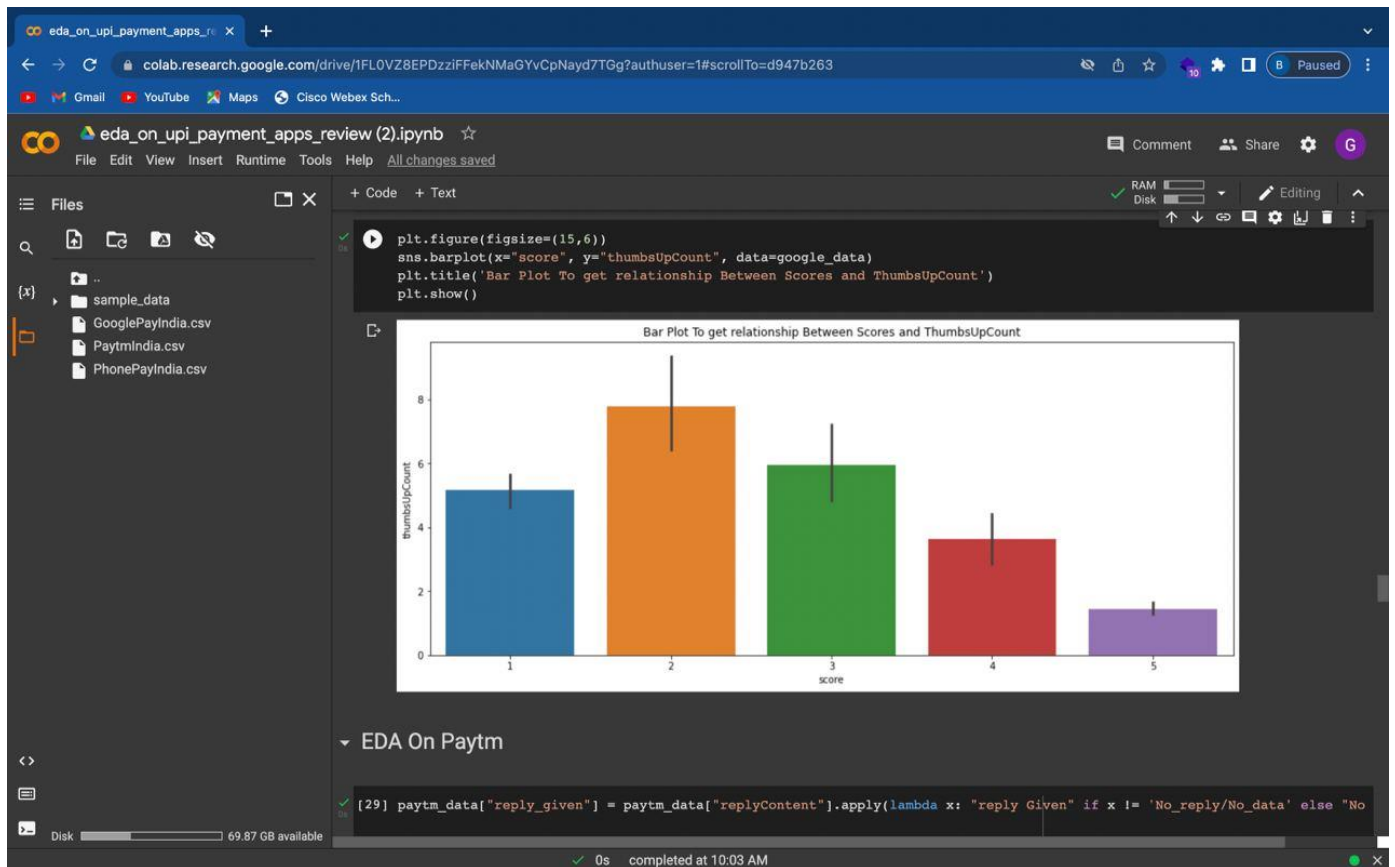 eda_on_upi_payment_apps_re
colab.research.google.com/drive/1FL0VZ8EPDzziFFekNMaGYvCpNayd7TGg?authuser=1#scrollTo=d947b263
10
B Paused
Gmail YouTube Maps Cisco Webex Sch...
CO eda_on_upi_payment_apps_review (2).ipynb
File Edit View Insert Runtime Tools Help All changes saved
Comment Share G
Files
+ Code + Text
RAM
Disk
Editing
{x}
..
sample_data
GooglePayIndia.csv
PaytmIndia.csv
PhonePayIndia.csv
0s
plt.figure(figsize=(15,6))
sns.barplot(x="score", y="thumbsUpCount", data=google_data)
plt.title('Bar Plot To get relationship Between Scores and ThumbsUpCount')
plt.show()
Bar Plot To get relationship Between Scores and ThumbsUpCount
thumbsUpCount
8
6
4
2
0
1 2 3 4 5
score
EDA On Paytm
0s
[29] paytm_data["reply_given"] = paytm_data["replyContent"].apply(lambda x: "reply Given" if x != 'No_reply/No_data' else "No
Disk 69.87 GB available
0s completed at 10:03 AM